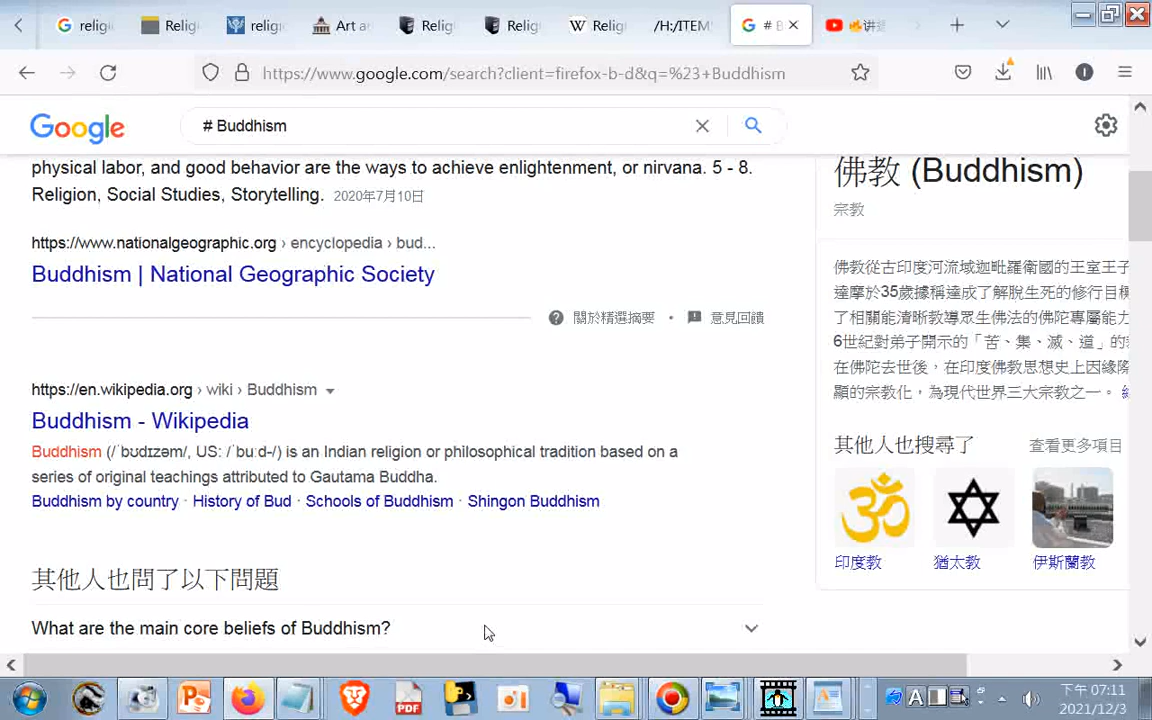 religi
Religi
religi
Art a
Religi
Religi
W Religi
/H:/ITEM
# B
讲
https://www.google.com/search?client=firefox-b-d&q=%23+Buddhism
Google
# Buddhism
physical labor, and good behavior are the ways to achieve enlightenment, or nirvana. 5 - 8.
Religion, Social Studies, Storytelling. 2020年7月10日
https://www.nationalgeographic.org › encyclopedia › bud...
Buddhism | National Geographic Society
關於精選摘要 • 意見回饋
https://en.wikipedia.org › wiki › Buddhism
Buddhism - Wikipedia
Buddhism (/ˈbʊdɪzəm/, US: /ˈbuːd-/) is an Indian religion or philosophical tradition based on a
series of original teachings attributed to Gautama Buddha.
Buddhism by country · History of Bud · Schools of Buddhism · Shingon Buddhism
其他人也問了以下問題
What are the main core beliefs of Buddhism?
佛教 (Buddhism)
宗教
佛教從古印度河流域迦毗羅衛國的王室王子
達摩於35歲據稱達成了解脫生死的修行目標
了相關能清晰教導眾生佛法的佛陀專屬能力
6世紀對弟子開示的「苦、集、滅、道」的
在佛陀去世後，在印度佛教思想史上因緣際
顯的宗教化，為現代世界三大宗教之一。
其他人也搜尋了 查看更多項目
印度教 猶太教 伊斯蘭教
PDF
A
下午 07:11
2021/12/3